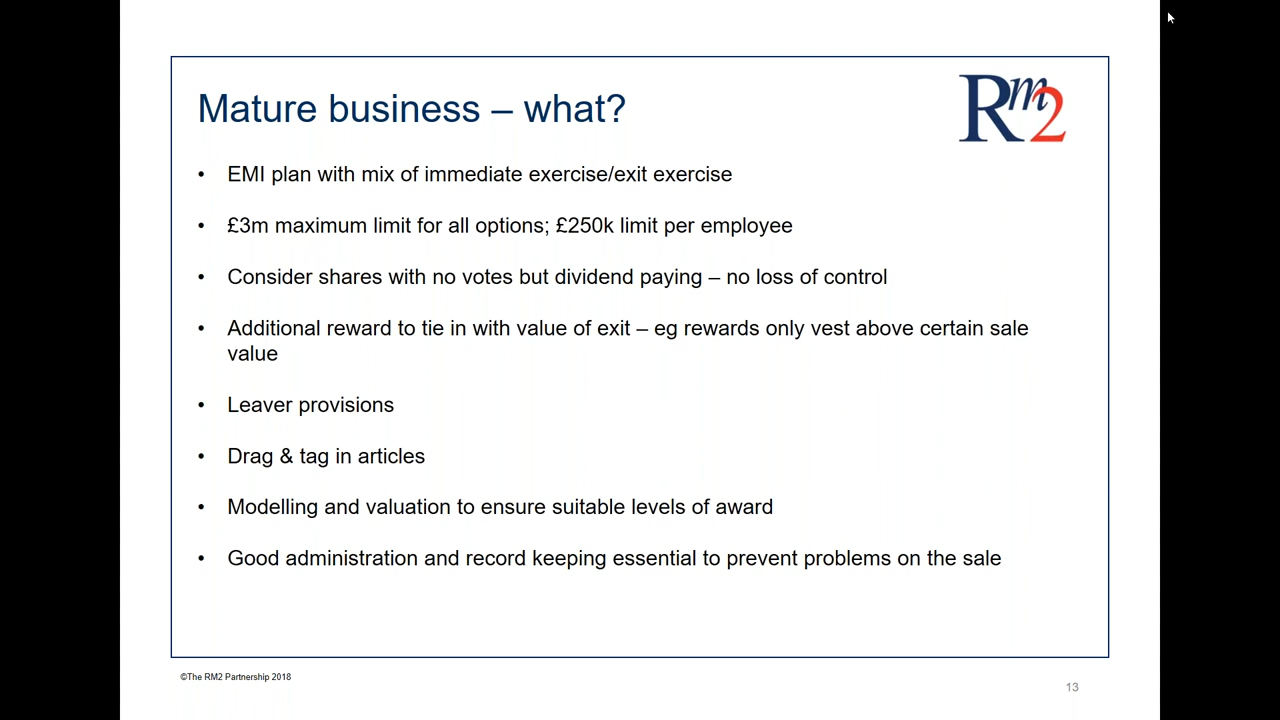 Mature business – what?
Rm2
• EMI plan with mix of immediate exercise/exit exercise
• £3m maximum limit for all options; £250k limit per employee
• Consider shares with no votes but dividend paying – no loss of control
• Additional reward to tie in with value of exit – eg rewards only vest above certain sale
value
• Leaver provisions
• Drag & tag in articles
• Modelling and valuation to ensure suitable levels of award
• Good administration and record keeping essential to prevent problems on the sale
©The RM2 Partnership 2018
13